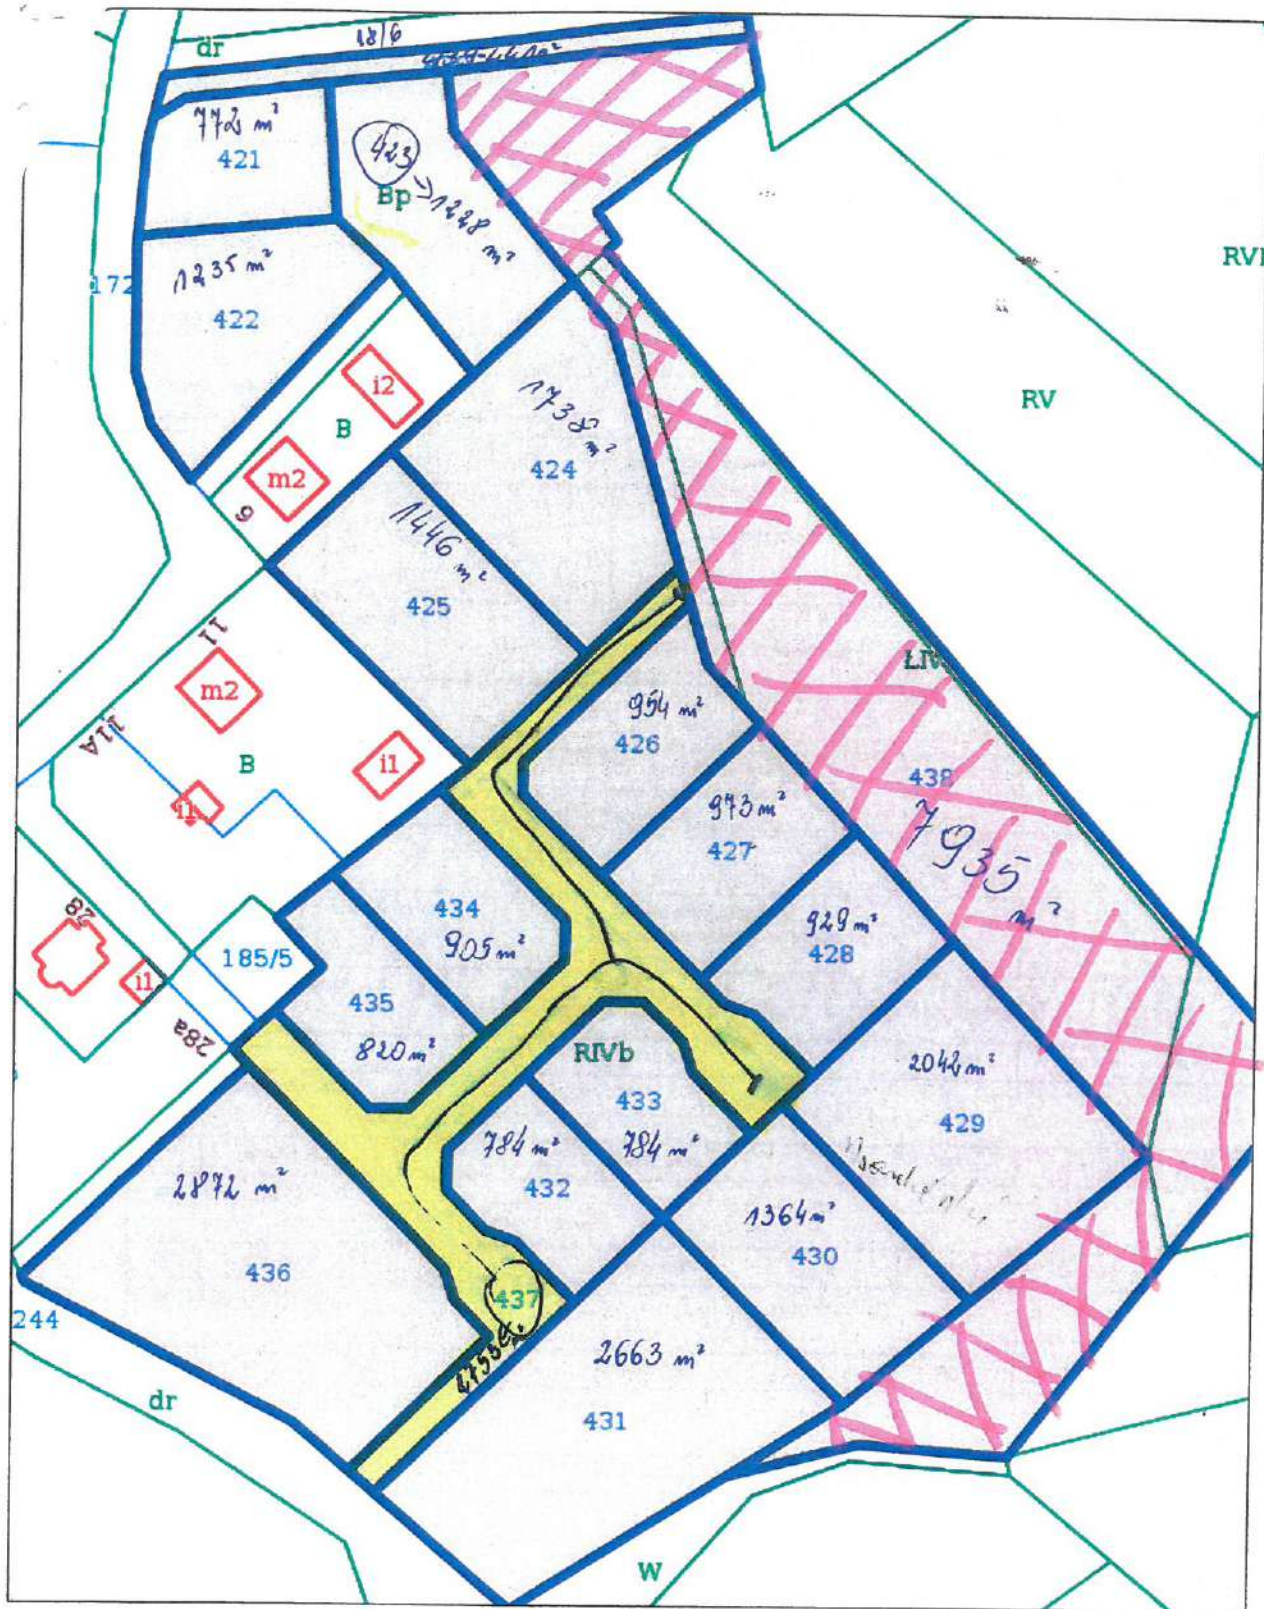 dr
18/6
772 m²
421
423
Bp
1228 m²
1235 m²
422
172
RV
i2
B
m2
6
1738 m²
424
1446 m²
425
11
m2
11A
B
i1
i1
ŁIV
954 m²
426
438
7935 m²
973 m²
427
434
905 m²
929 m²
428
28
185/5
i1
28a
435
820 m²
RIVb
433
784 m²
2042 m²
429
784 m²
432
2872 m²
436
1364 m²
430
437
244
2663 m²
431
dr
W